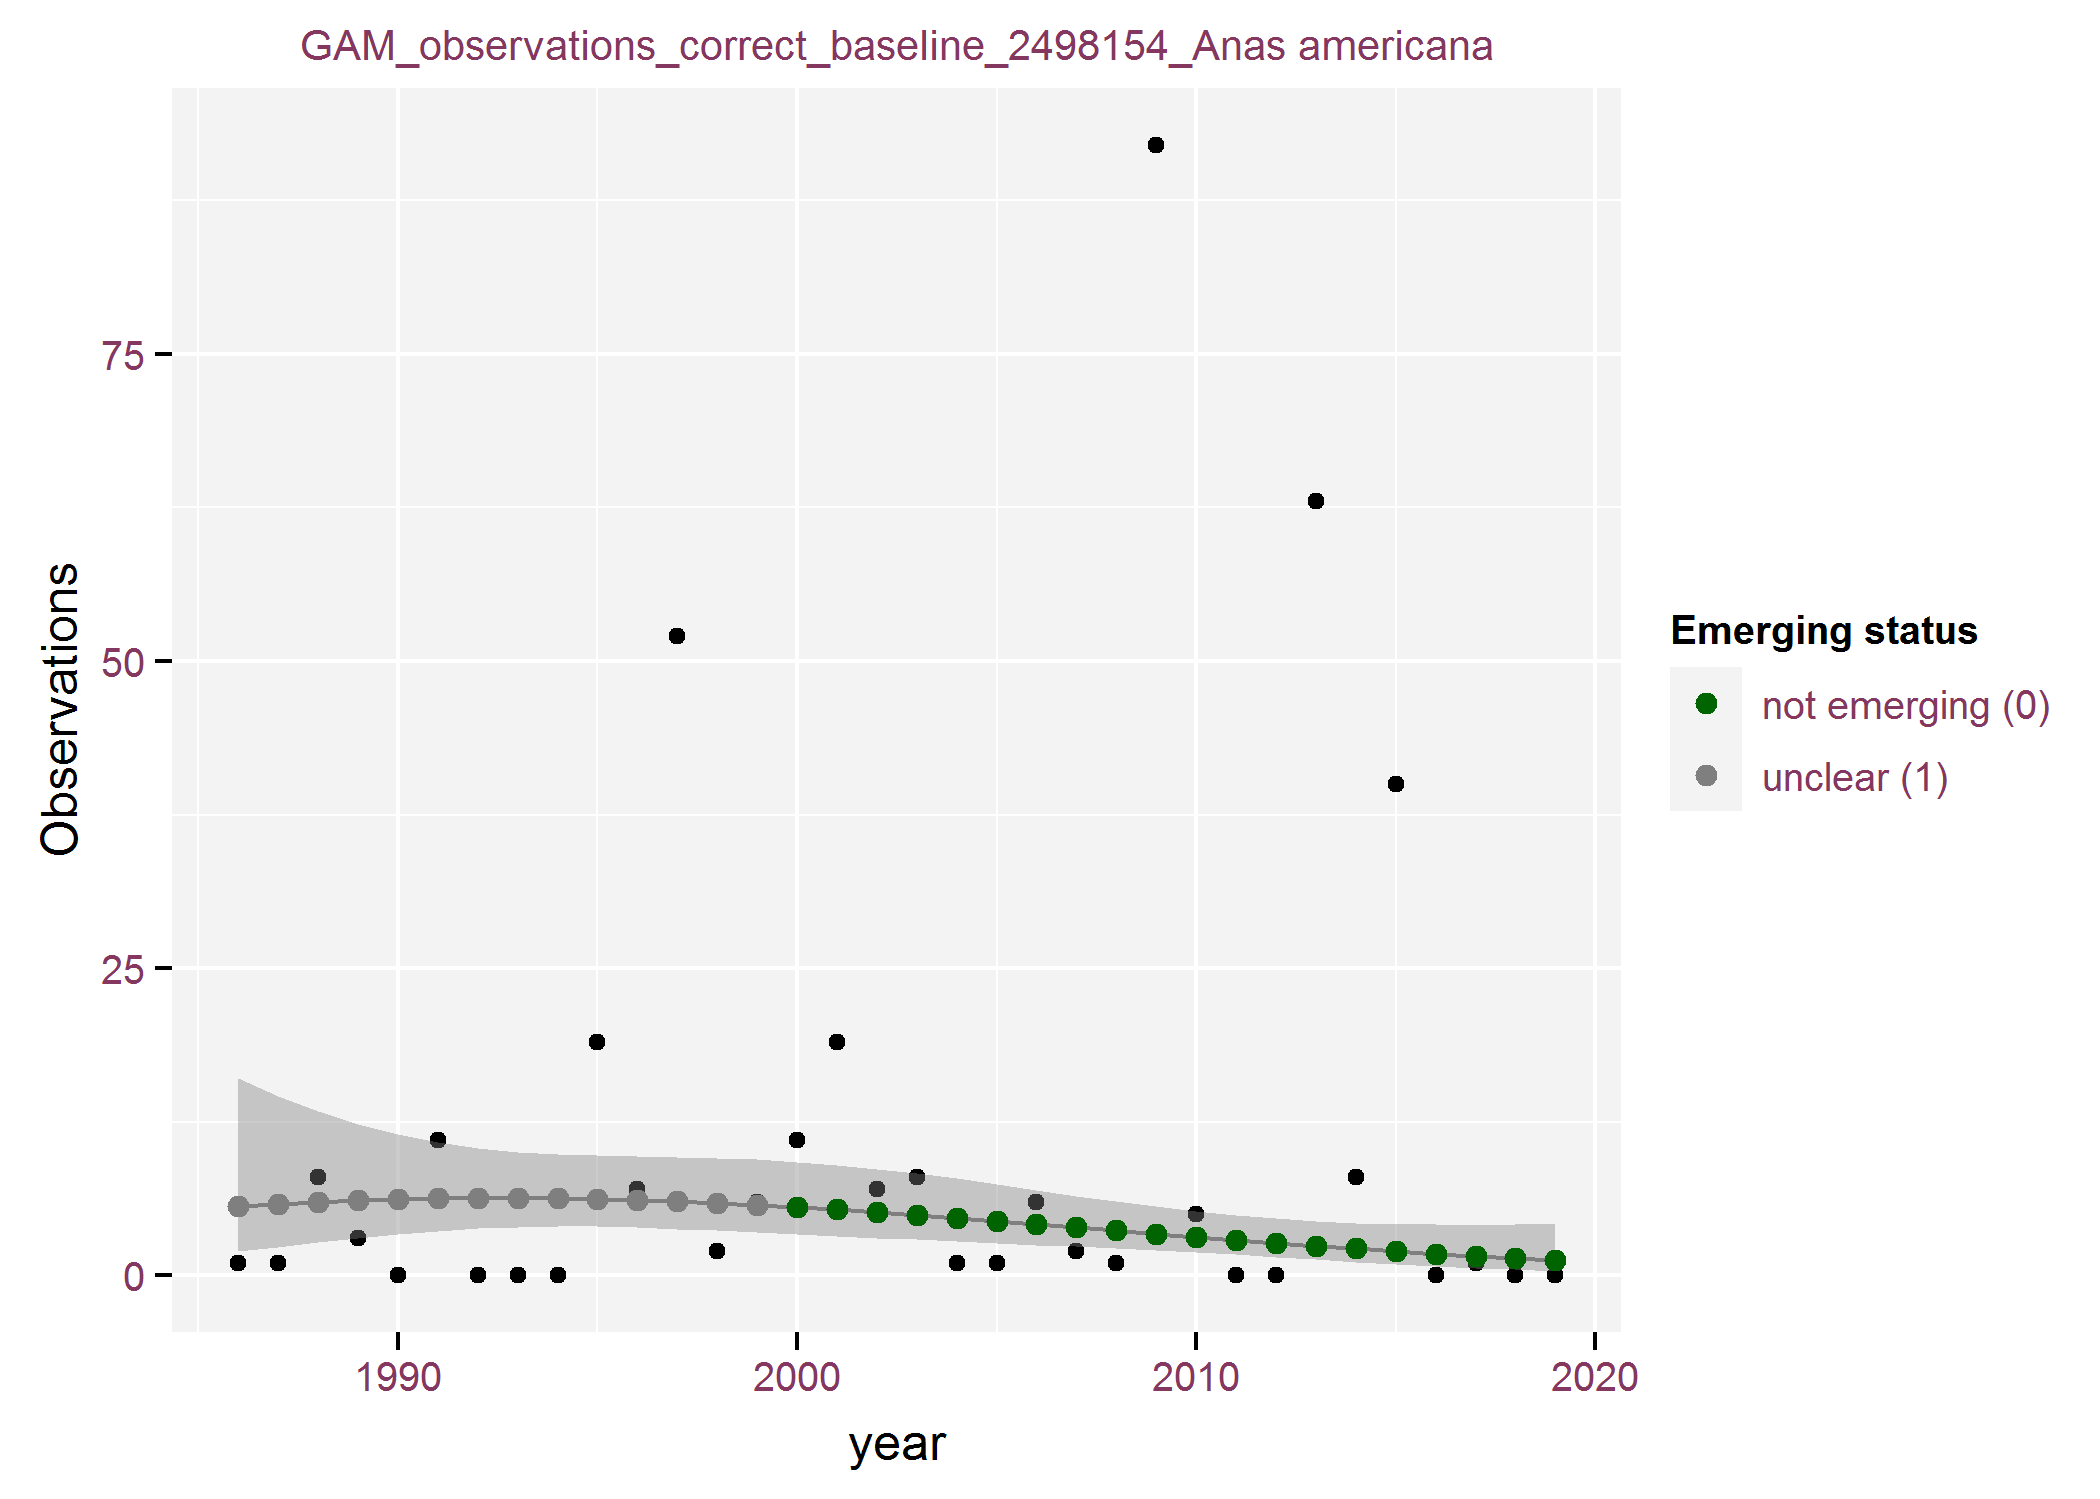 GAM_observations_correct_baseline_2498154_Anas americana
75
50
25
0
Observations
1990
2000
2010
2020
year
Emerging status
not emerging (0)
unclear (1)